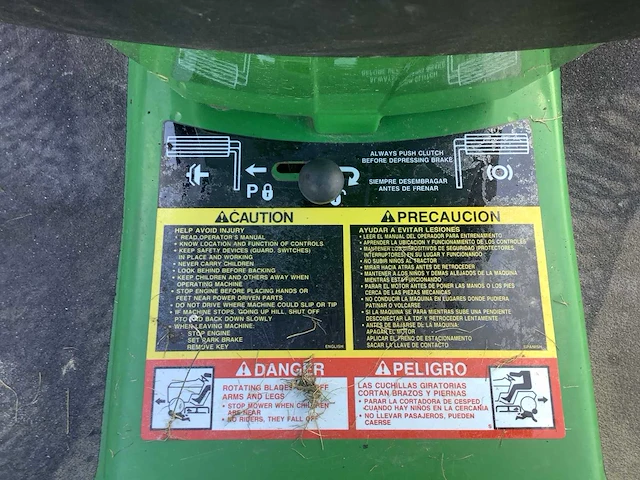 ALWAYS PUSH CLUTCH
BEFORE DEPRESSING BRAKE
P
SIEMPRE DESEMBRAGAR
ANTES DE FRENAR
CAUTION
HELP AVOID INJURY
• READ OPERATOR'S MANUAL
• KNOW LOCATION AND FUNCTION OF CONTROLS
• KEEP SAFETY DEVICES (GUARD, SWITCHES)
IN PLACE AND WORKING
• NEVER CARRY CHILDREN
• LOOK BEHIND BEFORE BACKING
• KEEP CHILDREN AND OTHERS AWAY WHEN
OPERATING MACHINE
• STOP ENGINE BEFORE PLACING HANDS OR
FEET NEAR POWER DRIVEN PARTS
• DO NOT DRIVE WHERE MACHINE COULD SLIP OR TIP
• IF MACHINE STOPS, GOING UP HILL, SHUT OFF
PTO BACK DOWN SLOWLY
WHEN LEAVING MACHINE:
STOP ENGINE
SET PARK BRAKE
REMOVE KEY
ENGLISH
PRECAUCION
AYUDAR A EVITAR LESIONES
• LEER EL MANUAL DEL OPERADOR PARA ENTRENAMIENTO
• APRENDER LA UBICACION Y FUNCIONAMIENTO DE LOS CONTROLES
• MANTENER LOS DISPOSITIVOS DE SEGURIDAD (PROTECTORES,
INTERRUPTORES) EN SU LUGAR Y FUNCIONANDO
• NO SUBIR NIÑOS AL TRACTOR
• MIRAR HACIA ATRAS ANTES DE RETROCEDER
• MANTENER A LOS NIÑOS Y DEMAS ALEJADOS DE LA MAQUINA
MIENTRAS ESTA FUNCIONANDO
• PARAR EL MOTOR ANTES DE PONER LAS MANOS O LOS PIES
CERCA DE LAS PIEZAS MECANICAS
• NO CONDUCIR LA MAQUINA EN LUGARES DONDE PUDIERA
PATINAR O VOLCARSE
• SI LA MAQUINA SE PARA MIENTRAS SUBE UNA PENDIENTE
DESCONECTAR LA TDF Y RETROCEDER LENTAMENTE
• ANTES DE BAJARSE DE LA MAQUINA:
APAGAR EL MOTOR
APLICAR EL FRENO DE ESTACIONAMIENTO
SACAR LA LLAVE DE CONTACTO
SPANISH
DANGER
ROTATING BLADES OFF
ARMS AND LEGS
• STOP MOWER WHEN CHILDREN
ARE NEAR
• NO RIDERS, THEY FALL OFF
PELIGRO
LAS CUCHILLAS GIRATORIAS
CORTAN BRAZOS Y PIERNAS
• PARAR LA CORTADORA DE CESPED
CUANDO HAY NIÑOS EN LA CERCAÑIA
• NO LLEVAR PASAJEROS, PUEDEN
CAERSE